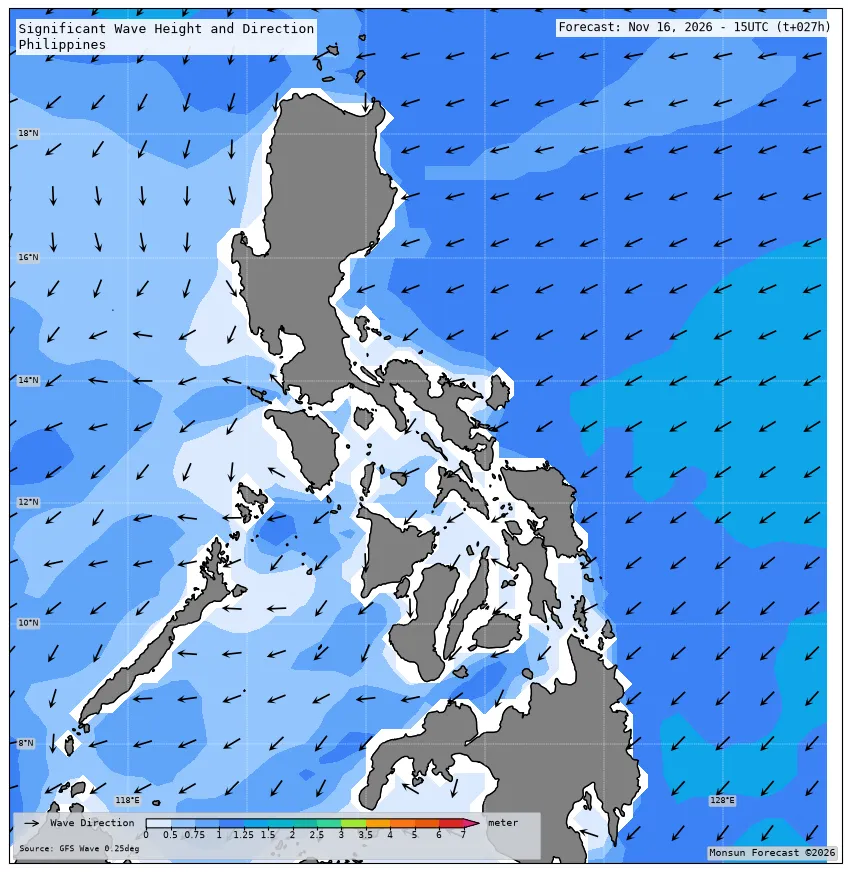 Significant Wave Height and Direction
Philippines
Forecast: Nov 16, 2026 - 15UTC (t+027h)
18°N
16°N
14°N
12°N
10°N
8°N
118°E
128°E
Wave Direction
0 0.5 0.75 1 1.25 1.5 2 2.5 3 3.5 4 5 6 7
meter
Source: GFS Wave 0.25deg
Monsun Forecast ©2026